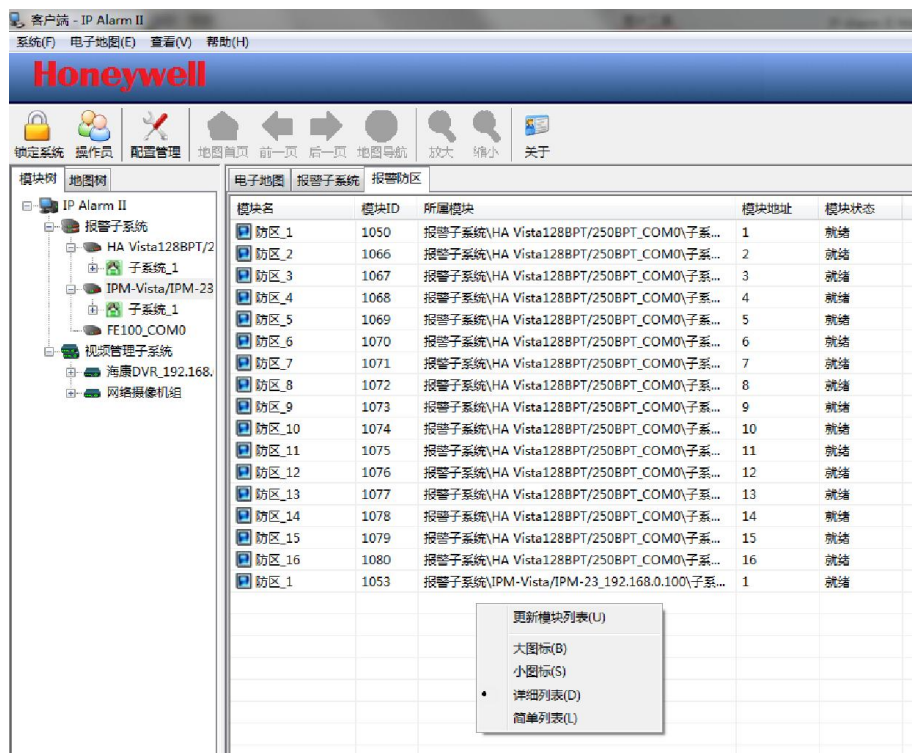 客户端 - IP Alarm II
系统(F) 电子地图(E) 查看(V) 帮助(H)
Honeywell
锁定系统 操作员 配置管理 地图首页 前一页 后一页 地图导航 放大 缩小 关于
模块树 地图树
IP Alarm II
报警子系统
HA Vista128BPT/2
子系统_1
IPM-Vista/IPM-23
子系统_1
FE100_COM0
视频管理子系统
海康DVR_192.168.
网络摄像机组
电子地图 报警子系统 报警防区
模块名 模块ID 所属模块 模块地址 模块状态
防区_1 1050 报警子系统\HA Vista128BPT/250BPT_COM0\子系... 1 就绪
防区_2 1066 报警子系统\HA Vista128BPT/250BPT_COM0\子系... 2 就绪
防区_3 1067 报警子系统\HA Vista128BPT/250BPT_COM0\子系... 3 就绪
防区_4 1068 报警子系统\HA Vista128BPT/250BPT_COM0\子系... 4 就绪
防区_5 1069 报警子系统\HA Vista128BPT/250BPT_COM0\子系... 5 就绪
防区_6 1070 报警子系统\HA Vista128BPT/250BPT_COM0\子系... 6 就绪
防区_7 1071 报警子系统\HA Vista128BPT/250BPT_COM0\子系... 7 就绪
防区_8 1072 报警子系统\HA Vista128BPT/250BPT_COM0\子系... 8 就绪
防区_9 1073 报警子系统\HA Vista128BPT/250BPT_COM0\子系... 9 就绪
防区_10 1074 报警子系统\HA Vista128BPT/250BPT_COM0\子系... 10 就绪
防区_11 1075 报警子系统\HA Vista128BPT/250BPT_COM0\子系... 11 就绪
防区_12 1076 报警子系统\HA Vista128BPT/250BPT_COM0\子系... 12 就绪
防区_13 1077 报警子系统\HA Vista128BPT/250BPT_COM0\子系... 13 就绪
防区_14 1078 报警子系统\HA Vista128BPT/250BPT_COM0\子系... 14 就绪
防区_15 1079 报警子系统\HA Vista128BPT/250BPT_COM0\子系... 15 就绪
防区_16 1080 报警子系统\HA Vista128BPT/250BPT_COM0\子系... 16 就绪
防区_1 1053 报警子系统\IPM-Vista/IPM-23_192.168.0.100\子系... 1 就绪
更新模块列表(U)
大图标(B)
小图标(S)
详细列表(D)
简单列表(L)